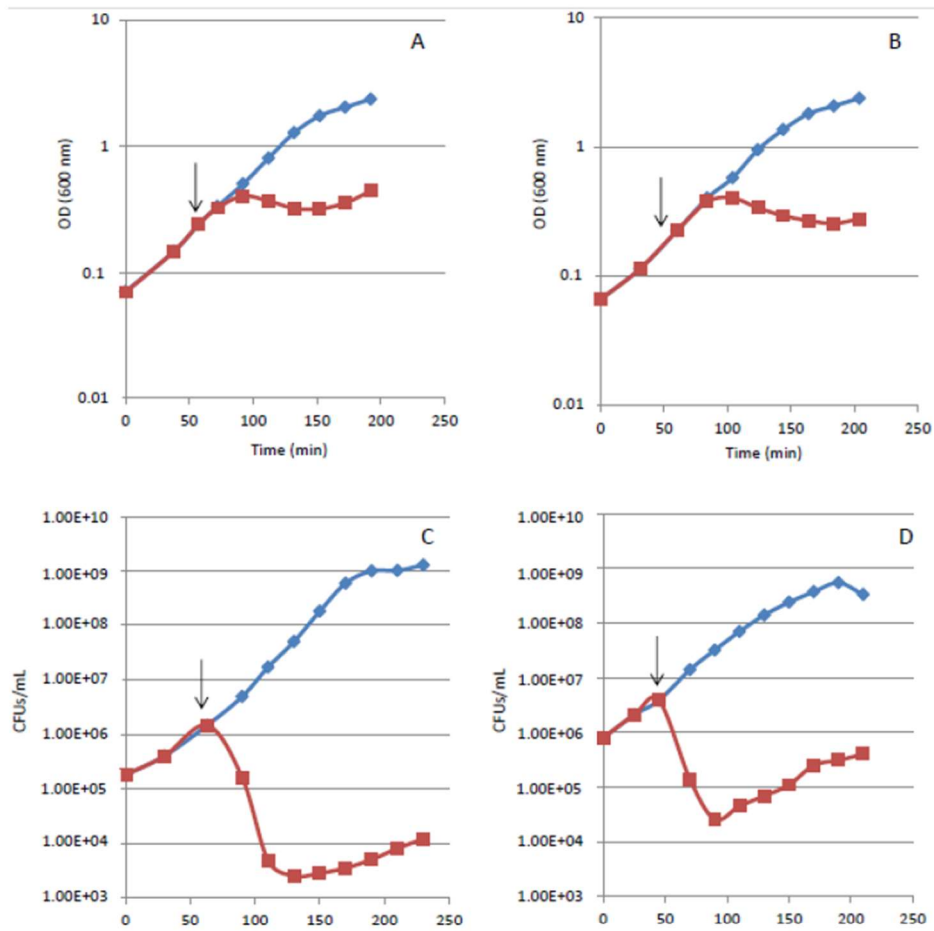 A
10
1
0.1
0.01
OD (600 nm)
0 50 100 150 200 250
Time (min)
B
10
1
0.1
0.01
OD (600 nm)
0 50 100 150 200 250
Time (min)
C
1.00E+10
1.00E+09
1.00E+08
1.00E+07
1.00E+06
1.00E+05
1.00E+04
1.00E+03
CFUs/mL
0 50 100 150 200 250
D
1.00E+10
1.00E+09
1.00E+08
1.00E+07
1.00E+06
1.00E+05
1.00E+04
1.00E+03
CFUs/mL
0 50 100 150 200 250